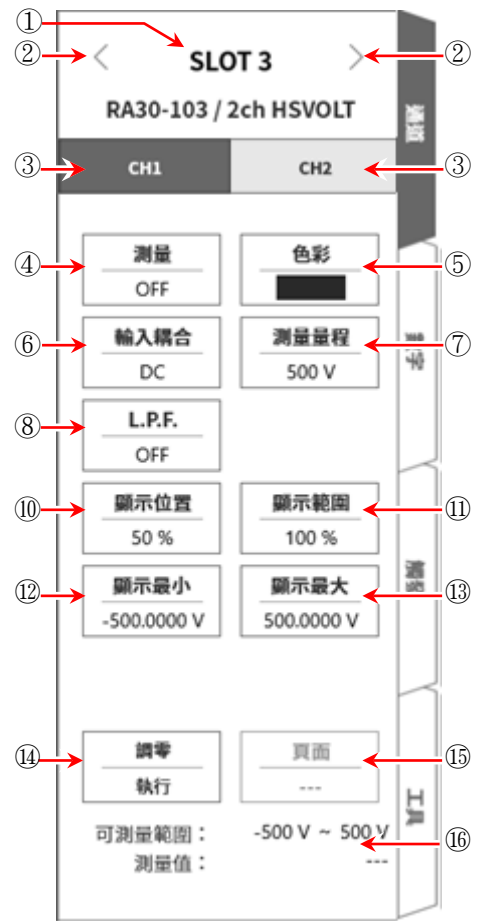 ①
② < SLOT 3 > ②
RA30-103 / 2ch HSVOLT
③ CH1 CH2 ③
④ 測量 色彩 ⑤
OFF
⑥ 輸入耦合 測量量程 ⑦
DC 500 V
⑧ L.P.F.
OFF
⑩ 顯示位置 顯示範圍 ⑪
50 % 100 %
⑫ 顯示最小 顯示最大 ⑬
-500.0000 V 500.0000 V
⑭ 調零 頁面 ⑮
執行 ---
可測量範圍： -500 V ~ 500 V ⑯
測量值： ---
通道
工具